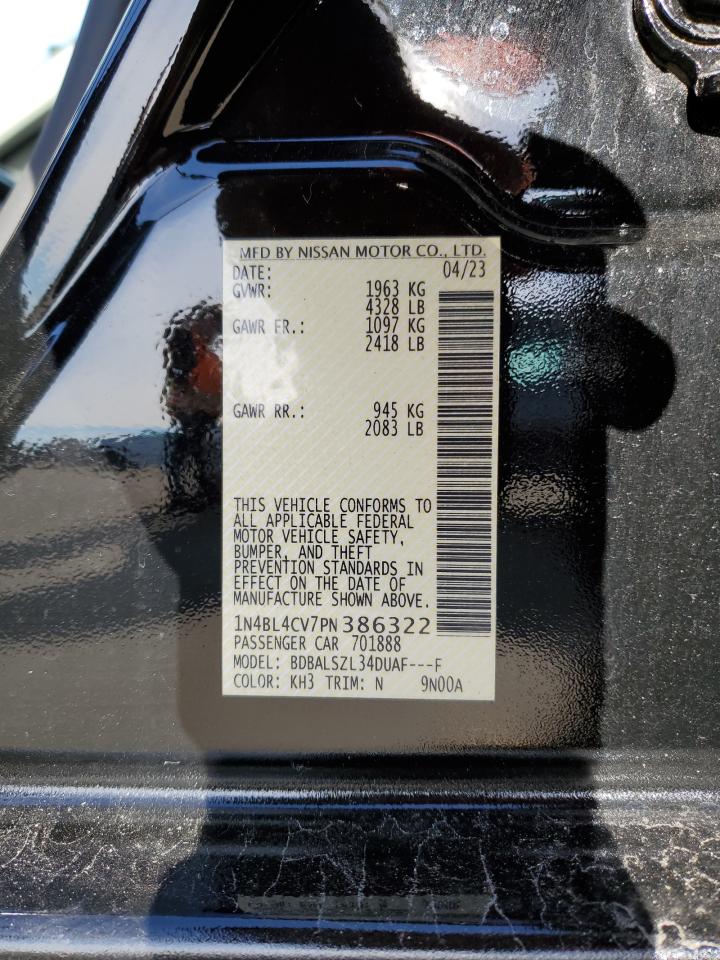 MFD BY NISSAN MOTOR CO., LTD.
DATE: 04/23
GVWR: 1963 KG
4328 LB
GAWR FR.: 1097 KG
2418 LB
GAWR RR.: 945 KG
2083 LB
THIS VEHICLE CONFORMS TO
ALL APPLICABLE FEDERAL
MOTOR VEHICLE SAFETY,
BUMPER, AND THEFT
PREVENTION STANDARDS IN
EFFECT ON THE DATE OF
MANUFACTURE SHOWN ABOVE.
1N4BL4CV7PN386322
PASSENGER CAR 701888
MODEL: BDBALSZL34DUAF---F
COLOR: KH3 TRIM: N 9N00A